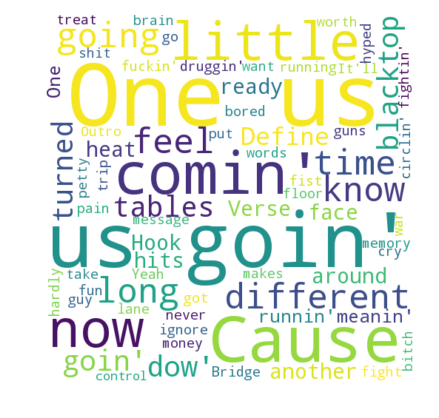 treat
brain
little
worth
hyped
fightin'
going
go
shit
fuckin'
druggin'
want
runningIt'll
One
One us
ready
bored
blacktop
circlin'
Outro
put
Define
guns
turned
heat
feel
words
petty
trip
comin'
time
fist
floor
know
tables
pain
message
Verse
face
war
us
goin'
Hook
hits
memory
cry
Yeah
take
long
makes
around
hardly
fun
guy
lane
got
different
never
runnin'
meanin'
now
ignore
money
Cause
goin'
dow'
control
Bridge
another
fight
bitch